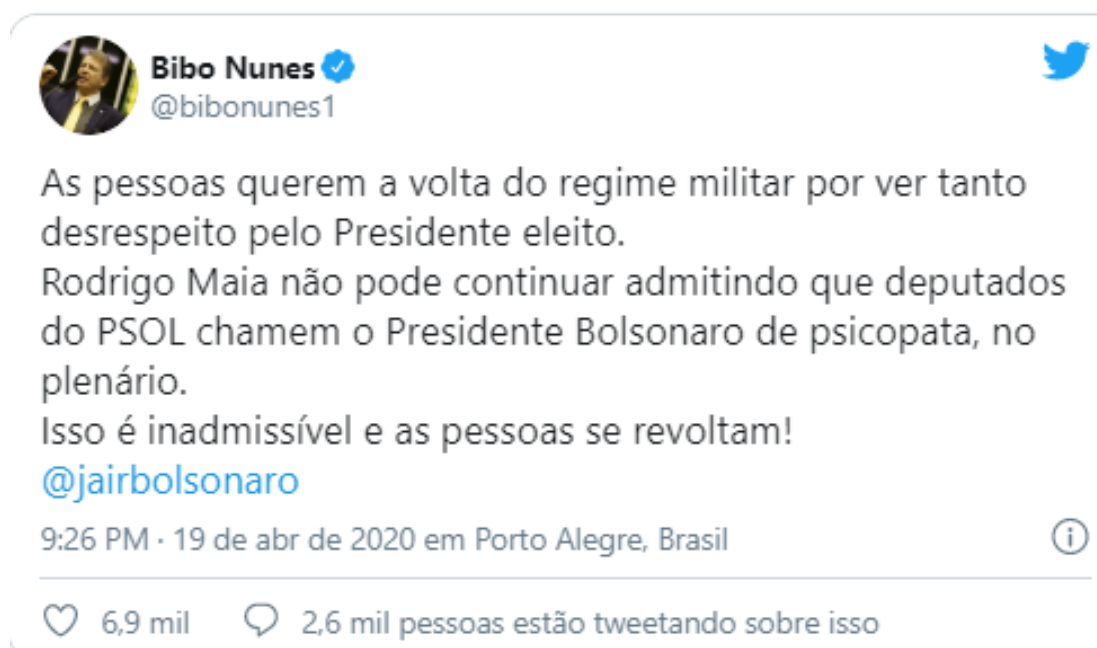 Bibo Nunes
@bibonunes1
As pessoas querem a volta do regime militar por ver tanto
desrespeito pelo Presidente eleito.
Rodrigo Maia não pode continuar admitindo que deputados
do PSOL chamem o Presidente Bolsonaro de psicopata, no
plenário.
Isso é inadmissível e as pessoas se revoltam!
@jairbolsonaro
9:26 PM · 19 de abr de 2020 em Porto Alegre, Brasil
6,9 mil 2,6 mil pessoas estão tweetando sobre isso